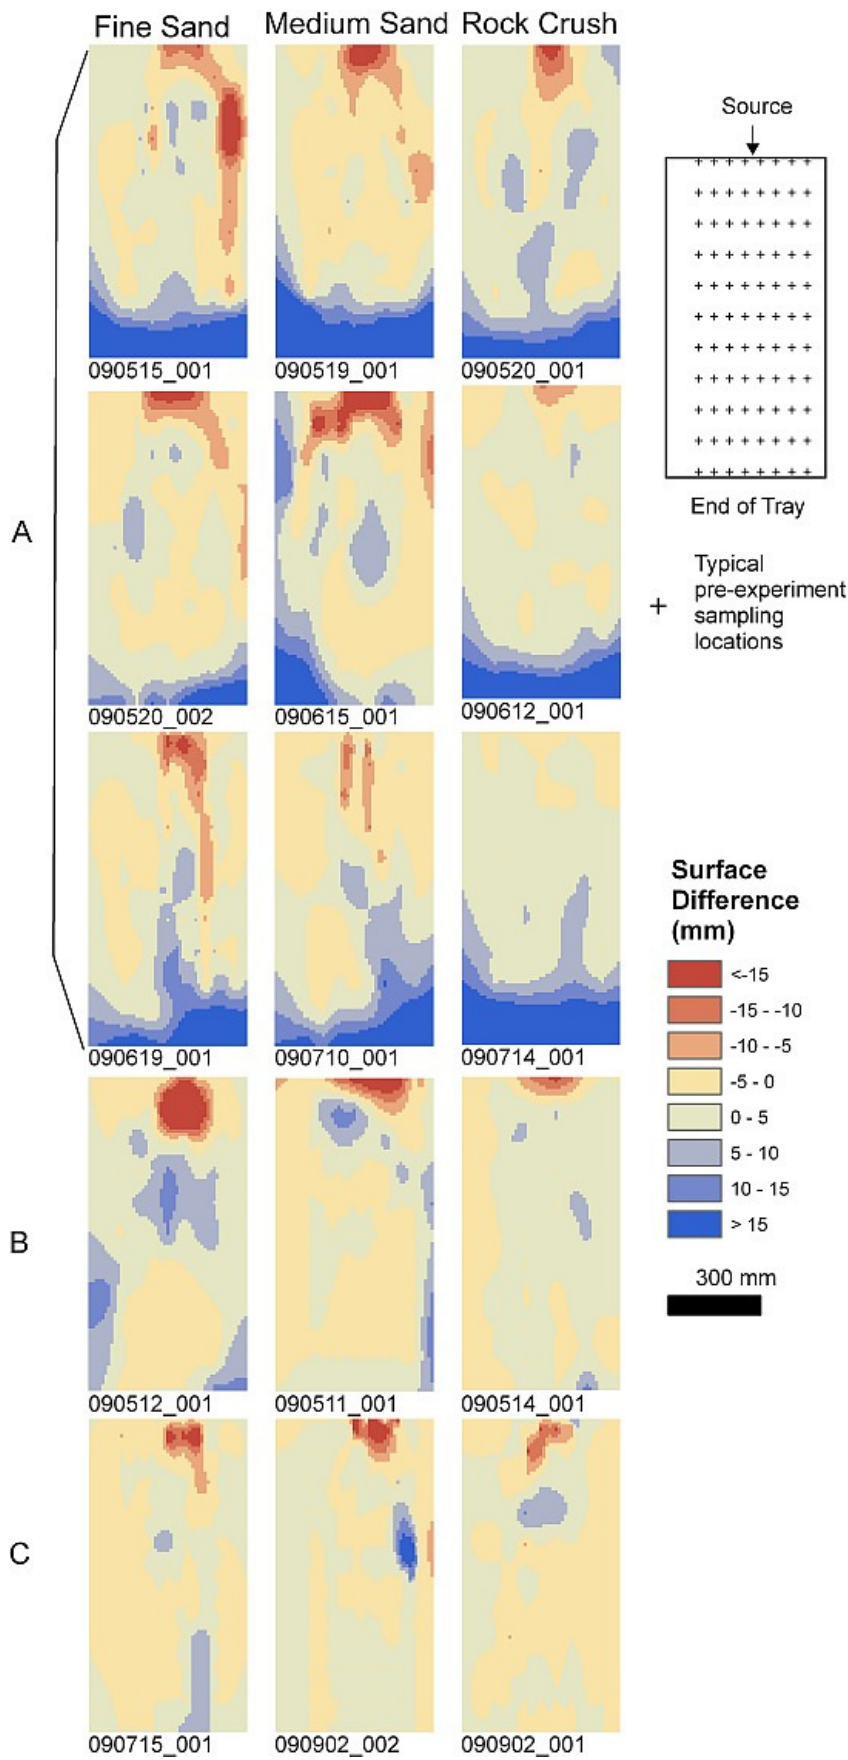 Fine Sand Medium Sand Rock Crush
Source
090515_001 090519_001 090520_001
End of Tray
A
+ Typical
pre-experiment
sampling
locations
090520_002 090615_001 090612_001
Surface
Difference
(mm)
<-15
-15 - -10
-10 - -5
-5 - 0
0 - 5
5 - 10
10 - 15
> 15
090619_001 090710_001 090714_001
B
300 mm
090512_001 090511_001 090514_001
C
090715_001 090902_002 090902_001